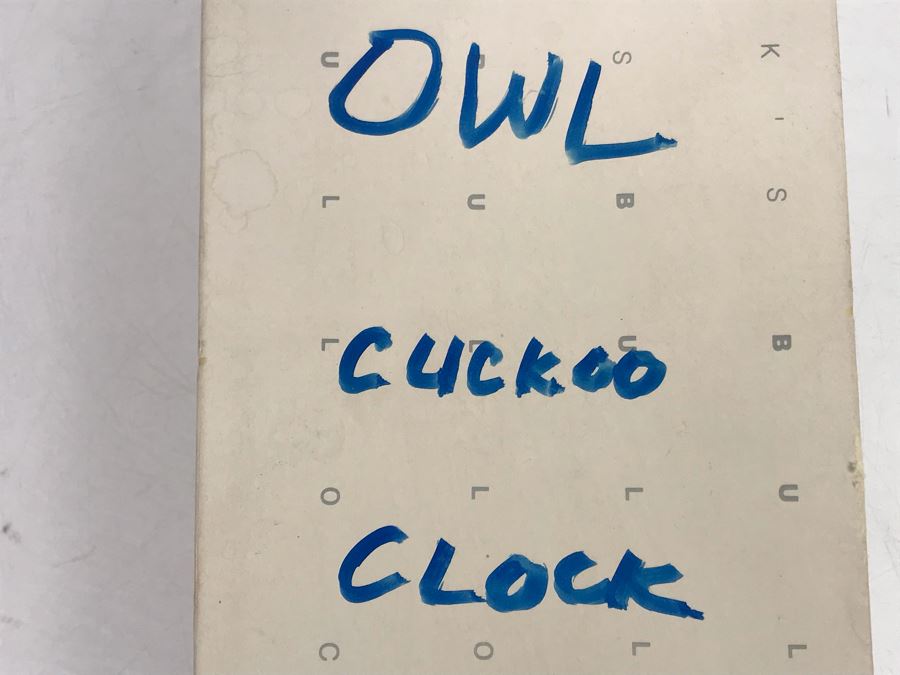 OWL
CUCKOO
CLOCK
K ' S B U L
S B U L L
B U L L O
U L L O C